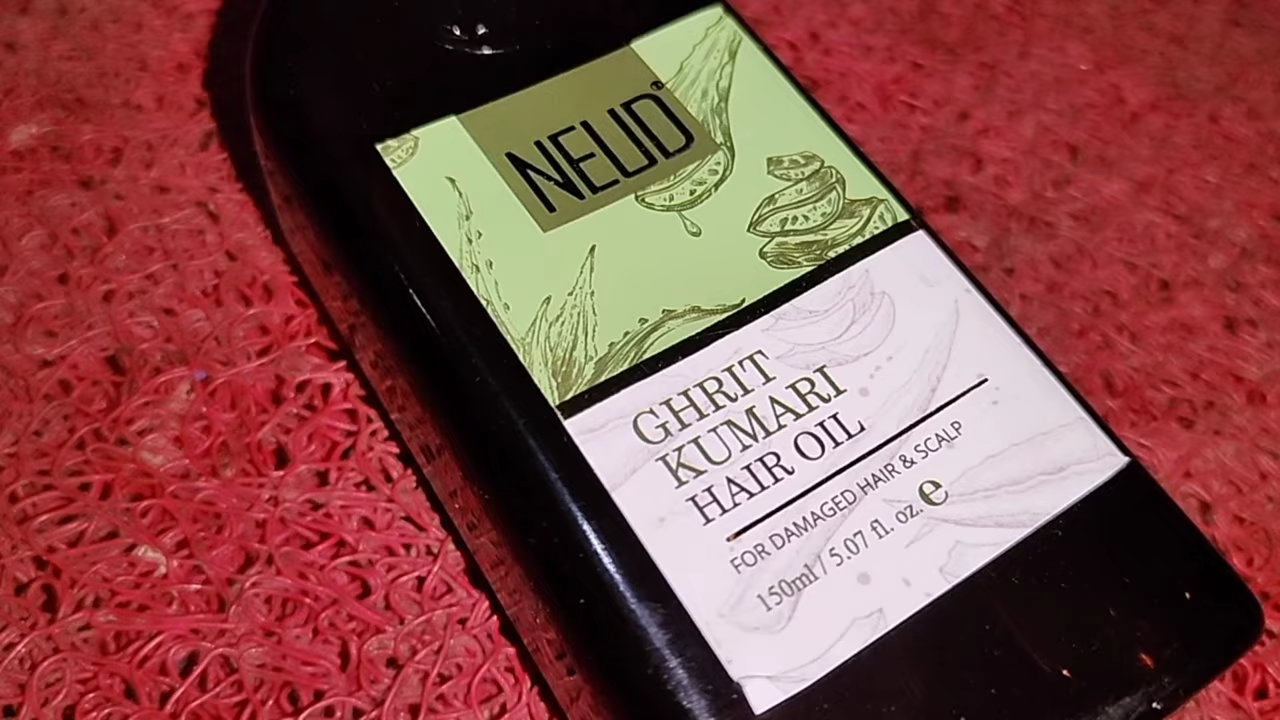 NEUD®
GHRIT
KUMARI
HAIR OIL
FOR DAMAGED HAIR & SCALP
150ml / 5.07 fl. oz. e